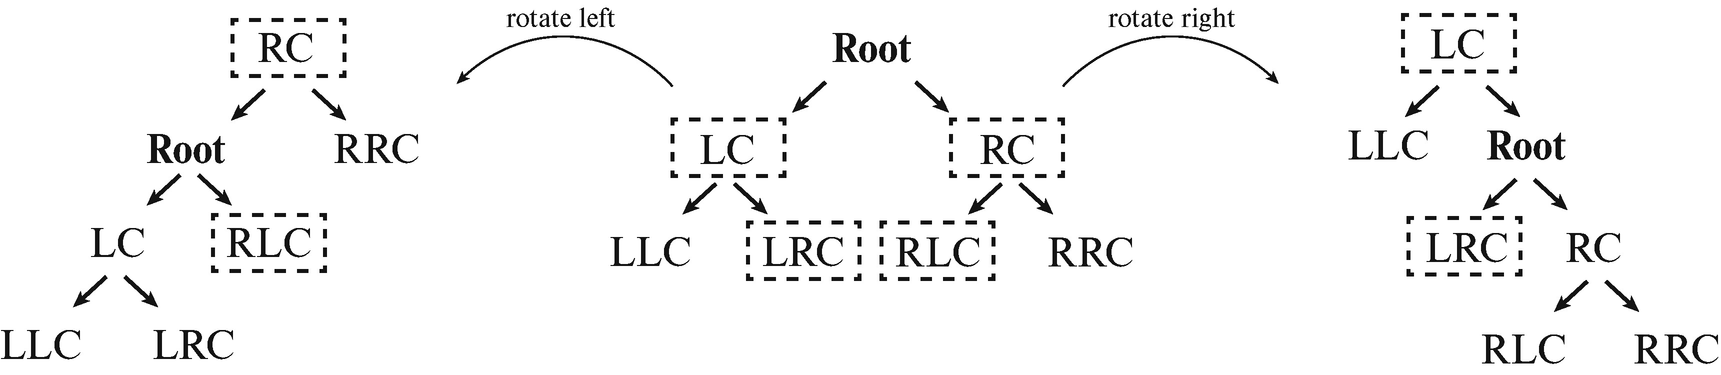 rotate left
rotate right
RC
Root
LC
Root
RRC
LC
RC
LLC
Root
LC
RLC
LLC
LRC
RLC
RRC
LRC
RC
LLC
LRC
RLC
RRC